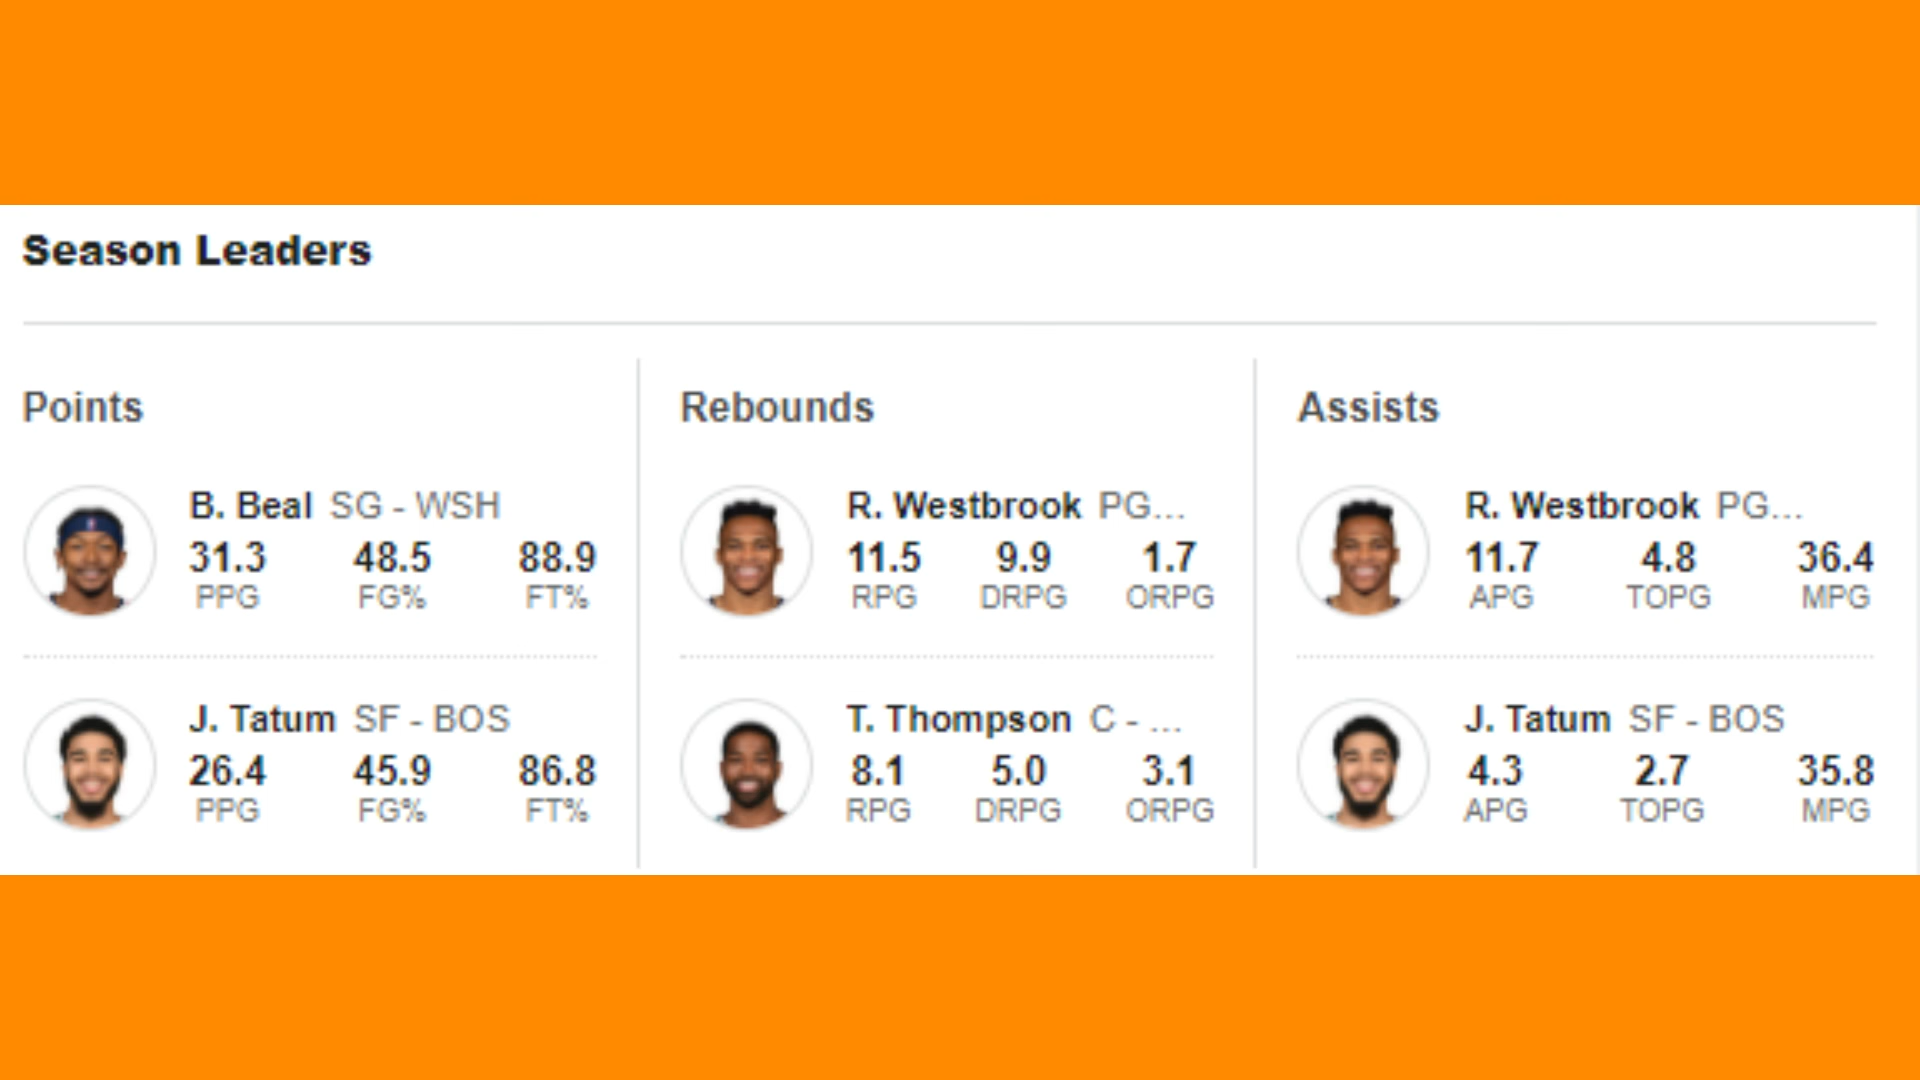 Season Leaders
Points
B. Beal SG - WSH
31.3 48.5 88.9
PPG FG% FT%
J. Tatum SF - BOS
26.4 45.9 86.8
PPG FG% FT%
Rebounds
R. Westbrook PG...
11.5 9.9 1.7
RPG DRPG ORPG
T. Thompson C - ...
8.1 5.0 3.1
RPG DRPG ORPG
Assists
R. Westbrook PG...
11.7 4.8 36.4
APG TOPG MPG
J. Tatum SF - BOS
4.3 2.7 35.8
APG TOPG MPG